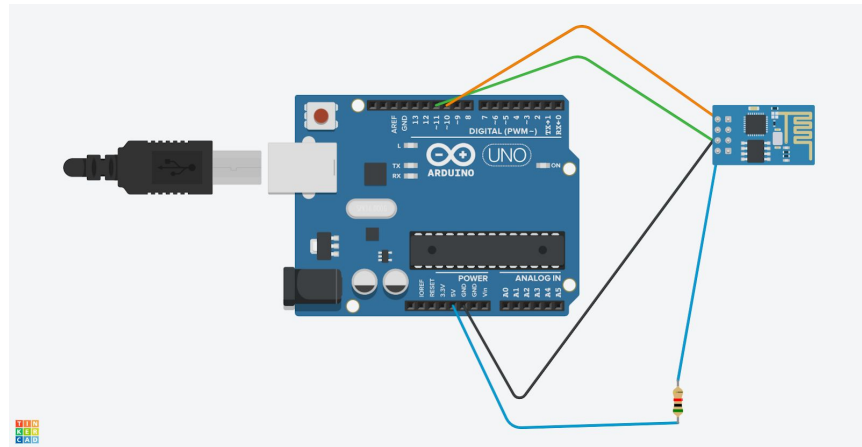 AREF
GND
13
12
~11
~10
~9
8
7
~6
~5
4
~3
2
TX→1
RX←0
DIGITAL (PWM~)
L
TX
RX
UNO
ON
ARDUINO
POWER
ANALOG IN
IOREF
RESET
3.3V
5V
GND
GND
Vin
A0
A1
A2
A3
A4
A5
TIN
KER
CAD